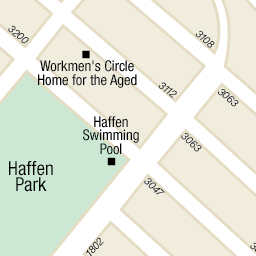 3200
3108
Workmen's Circle
Home for the Aged
3112
3063
Haffen
Swimming
Pool
3063
Haffen
Park
3047
1802